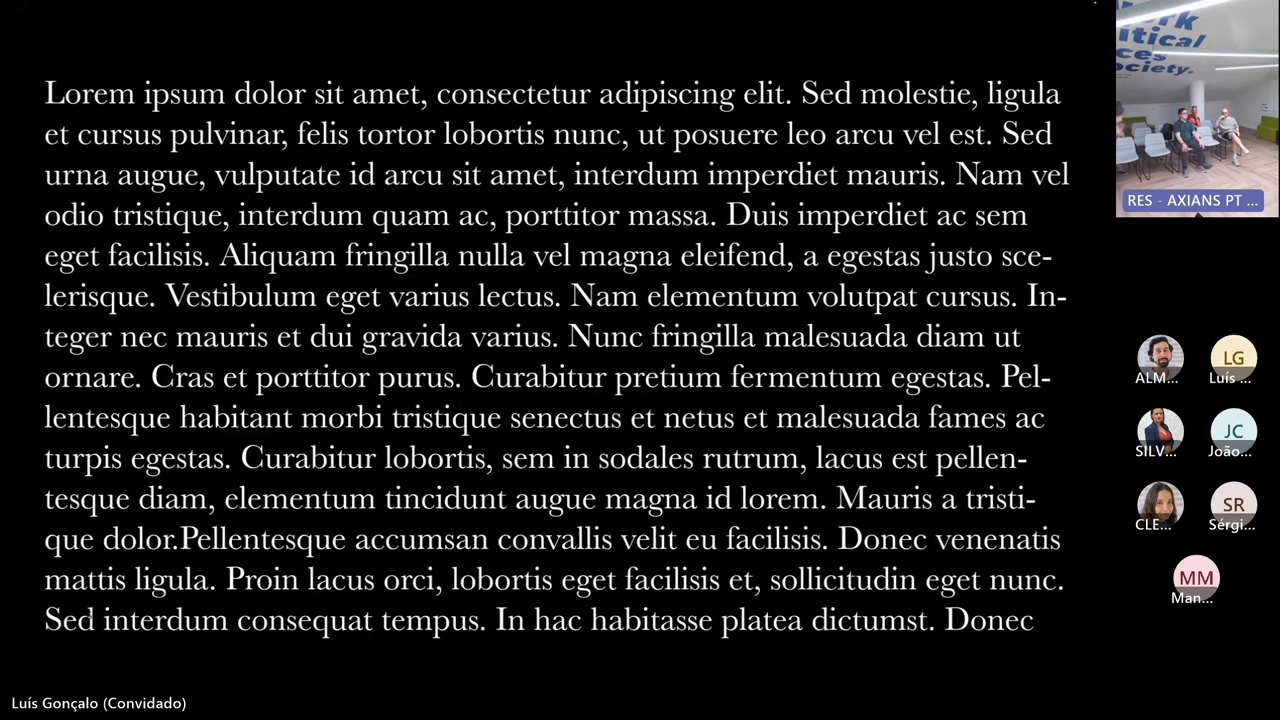 Lorem ipsum dolor sit amet, consectetur adipiscing elit. Sed molestie, ligula
et cursus pulvinar, felis tortor lobortis nunc, ut posuere leo arcu vel est. Sed
urna augue, vulputate id arcu sit amet, interdum imperdiet mauris. Nam vel
odio tristique, interdum quam ac, porttitor massa. Duis imperdiet ac sem
eget facilisis. Aliquam fringilla nulla vel magna eleifend, a egestas justo sce-
lerisque. Vestibulum eget varius lectus. Nam elementum volutpat cursus. In-
teger nec mauris et dui gravida varius. Nunc fringilla malesuada diam ut
ornare. Cras et porttitor purus. Curabitur pretium fermentum egestas. Pel-
lentesque habitant morbi tristique senectus et netus et malesuada fames ac
turpis egestas. Curabitur lobortis, sem in sodales rutrum, lacus est pellen-
tesque diam, elementum tincidunt augue magna id lorem. Mauris a tristi-
que dolor.Pellentesque accumsan convallis velit eu facilisis. Donec venenatis
mattis ligula. Proin lacus orci, lobortis eget facilisis et, sollicitudin eget nunc.
Sed interdum consequat tempus. In hac habitasse platea dictumst. Donec
Luís Gonçalo (Convidado)
ork
itical
ces
ociety.
RES - AXIANS PT ...
ALM...
LG
Luís ...
SILV...
JC
João...
CLE...
SR
Sérgi...
MM
Man...